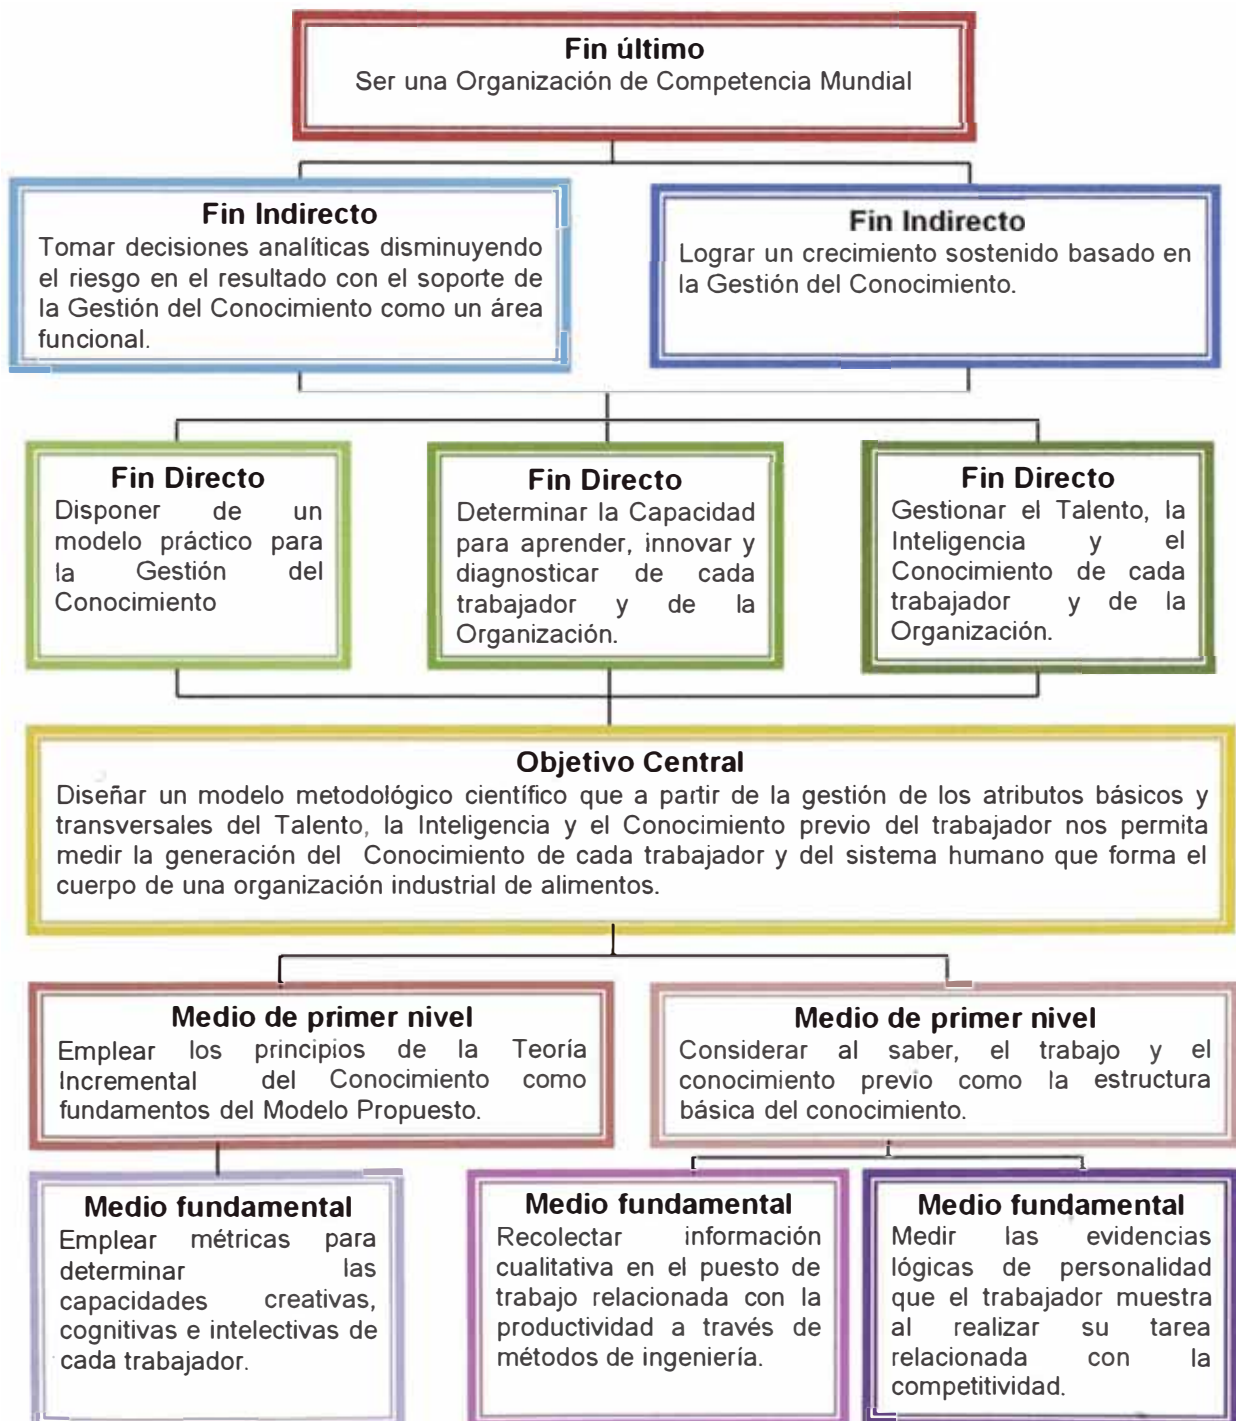 Fin último
Ser una Organización de Competencia Mundial
Fin Indirecto
Tomar decisiones analíticas disminuyendo
el riesgo en el resultado con el soporte de
la Gestión del Conocimiento como un área
funcional.
Fin Indirecto
Lograr un crecimiento sostenido basado en
la Gestión del Conocimiento.
Fin Directo
Disponer de un
modelo práctico para
la Gestión del
Conocimiento
Fin Directo
Determinar la Capacidad
para aprender, innovar y
diagnosticar de cada
trabajador y de la
Organización.
Fin Directo
Gestionar el Talento, la
Inteligencia y el
Conocimiento de cada
trabajador y de la
Organización.
Objetivo Central
Diseñar un modelo metodológico científico que a partir de la gestión de los atributos básicos y
transversales del Talento, la Inteligencia y el Conocimiento previo del trabajador nos permita
medir la generación del Conocimiento de cada trabajador y del sistema humano que forma el
cuerpo de una organización industrial de alimentos.
Medio de primer nivel
Emplear los principios de la Teoría
Incremental del Conocimiento como
fundamentos del Modelo Propuesto.
Medio de primer nivel
Considerar al saber, el trabajo y el
conocimiento previo como la estructura
básica del conocimiento.
Medio fundamental
Emplear métricas para
determinar las
capacidades creativas,
cognitivas e intelectivas de
cada trabajador.
Medio fundamental
Recolectar información
cualitativa en el puesto de
trabajo relacionada con la
productividad a través de
métodos de ingeniería.
Medio fundamental
Medir las evidencias
lógicas de personalidad
que el trabajador muestra
al realizar su tarea
relacionada con la
competitividad.